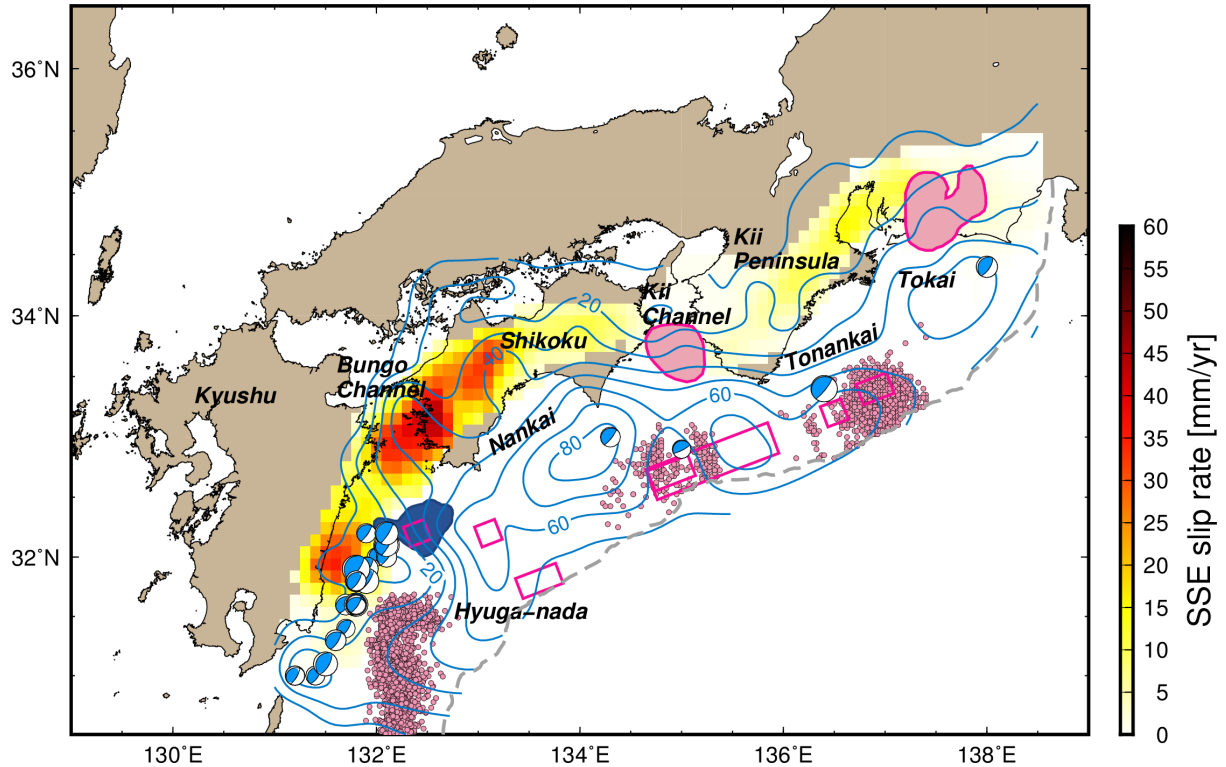 36°N
34°N
32°N
130°E
132°E
134°E
136°E
138°E
Kii
Peninsula
Tokai
Kii
Channel
Tonankai
Shikoku
Bungo
Channel
Kyushu
Nankai
Hyuga-nada
20
40
60
80
60
20
60
55
50
45
40
35
30
25
20
15
10
5
0
SSE slip rate [mm/yr]